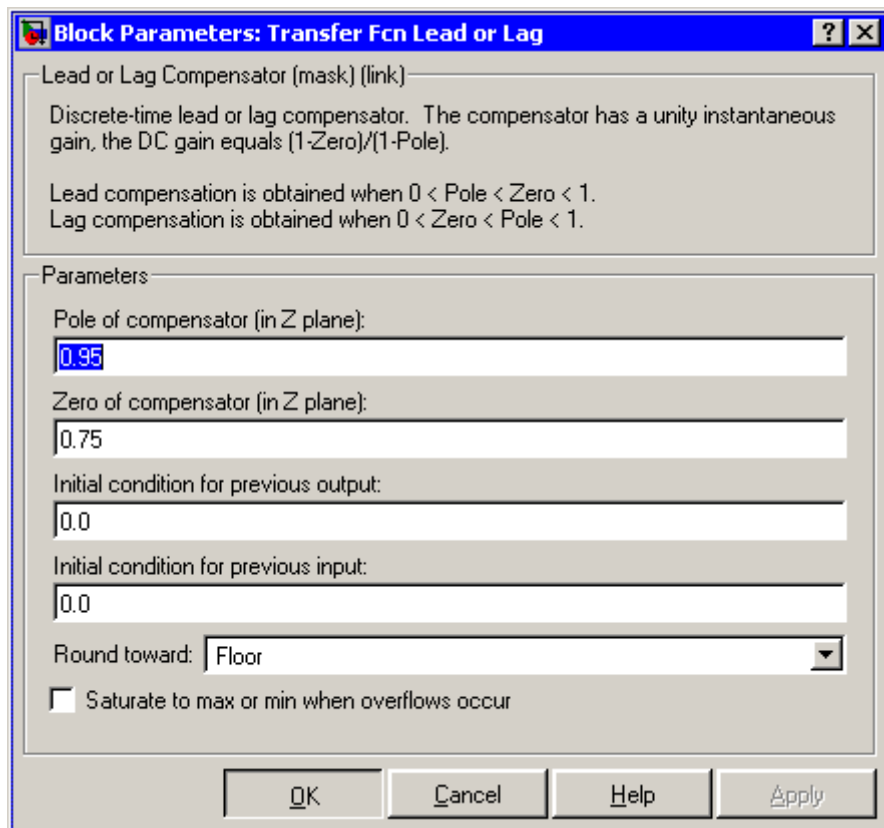 Block Parameters: Transfer Fcn Lead or Lag
Lead or Lag Compensator (mask) (link)
Discrete-time lead or lag compensator. The compensator has a unity instantaneous
gain, the DC gain equals (1-Zero)/(1-Pole).
Lead compensation is obtained when 0 < Pole < Zero < 1.
Lag compensation is obtained when 0 < Zero < Pole < 1.
Parameters
Pole of compensator (in Z plane):
0.95
Zero of compensator (in Z plane):
0.75
Initial condition for previous output:
0.0
Initial condition for previous input:
0.0
Round toward: Floor
Saturate to max or min when overflows occur
OK Cancel Help Apply